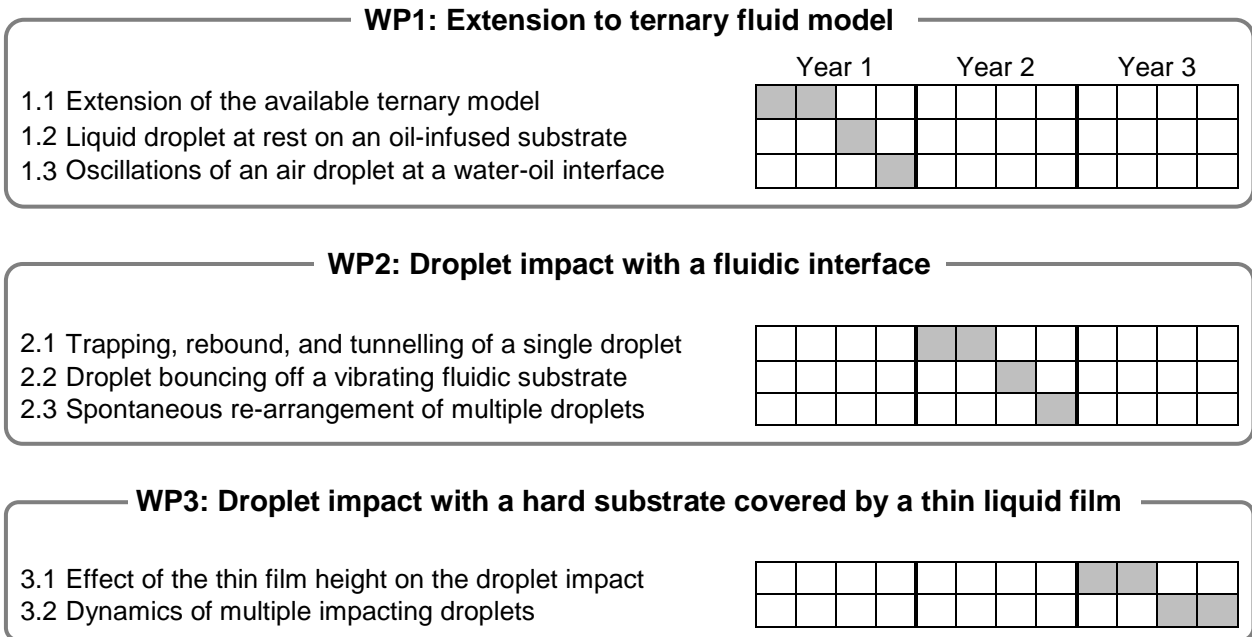 WP1: Extension to ternary fluid model
Year 1 Year 2 Year 3
1.1 Extension of the available ternary model
1.2 Liquid droplet at rest on an oil-infused substrate
1.3 Oscillations of an air droplet at a water-oil interface
WP2: Droplet impact with a fluidic interface
2.1 Trapping, rebound, and tunnelling of a single droplet
2.2 Droplet bouncing off a vibrating fluidic substrate
2.3 Spontaneous re-arrangement of multiple droplets
WP3: Droplet impact with a hard substrate covered by a thin liquid film
3.1 Effect of the thin film height on the droplet impact
3.2 Dynamics of multiple impacting droplets